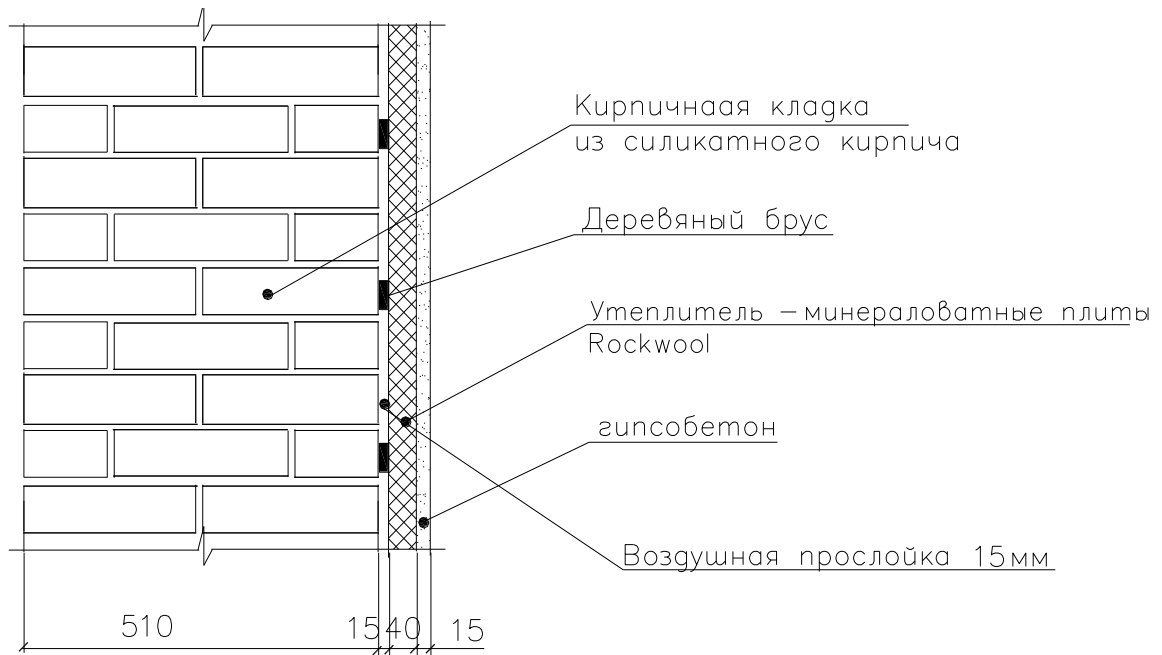 Кирпичнаая кладка
из силикатного кирпича
Деревяный брус
Утеплитель – минераловатные плиты
Rockwool
гипсобетон
Воздушная прослойка 15мм
510
15
40
15